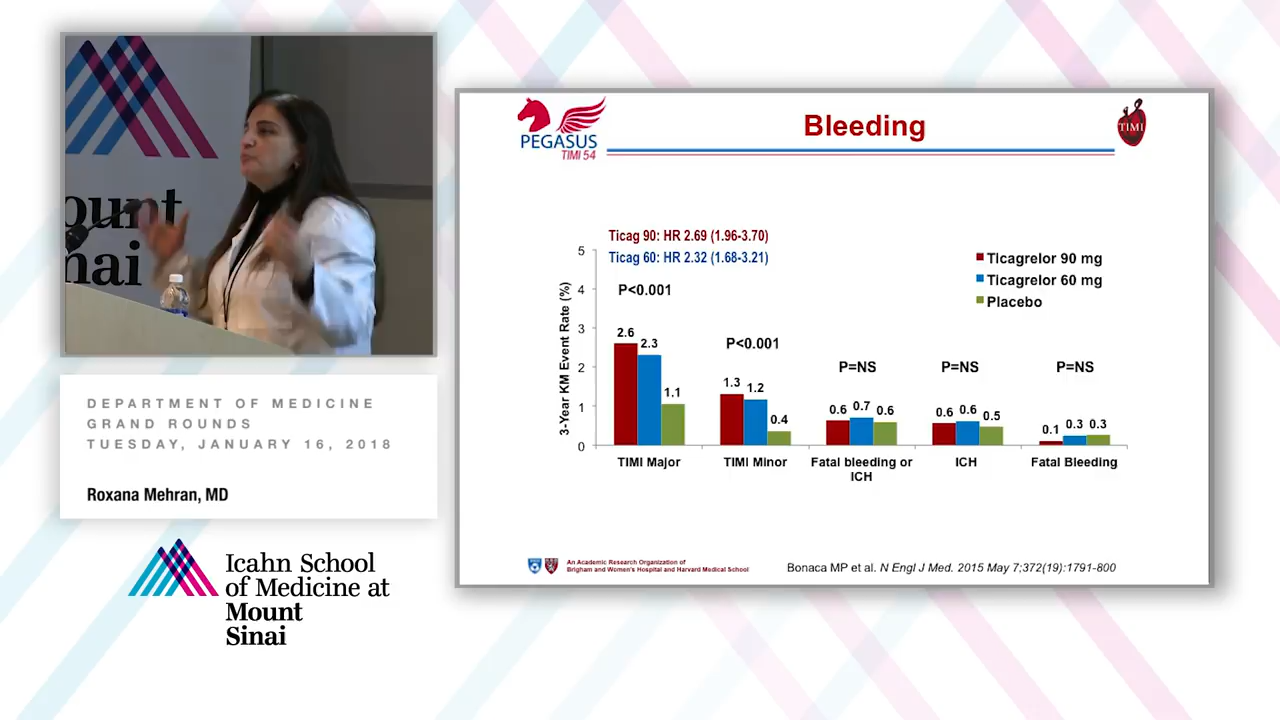 ount
nai
DEPARTMENT OF MEDICINE
GRAND ROUNDS
TUESDAY, JANUARY 16, 2018
Roxana Mehran, MD
Icahn School
of Medicine at
Mount
Sinai
PEGASUS
TIMI 54
Bleeding
TIMI
Ticag 90: HR 2.69 (1.96-3.70)
Ticag 60: HR 2.32 (1.68-3.21)
Ticagrelor 90 mg
Ticagrelor 60 mg
Placebo
3-Year KM Event Rate (%)
5
4
3
2
1
0
P<0.001
P<0.001
P=NS
P=NS
P=NS
2.6 2.3 1.1
1.3 1.2 0.4
0.6 0.7 0.6
0.6 0.6 0.5
0.1 0.3 0.3
TIMI Major
TIMI Minor
Fatal bleeding or
ICH
ICH
Fatal Bleeding
An Academic Research Organization of
Brigham and Women's Hospital and Harvard Medical School
Bonaca MP et al. N Engl J Med. 2015 May 7;372(19):1791-800